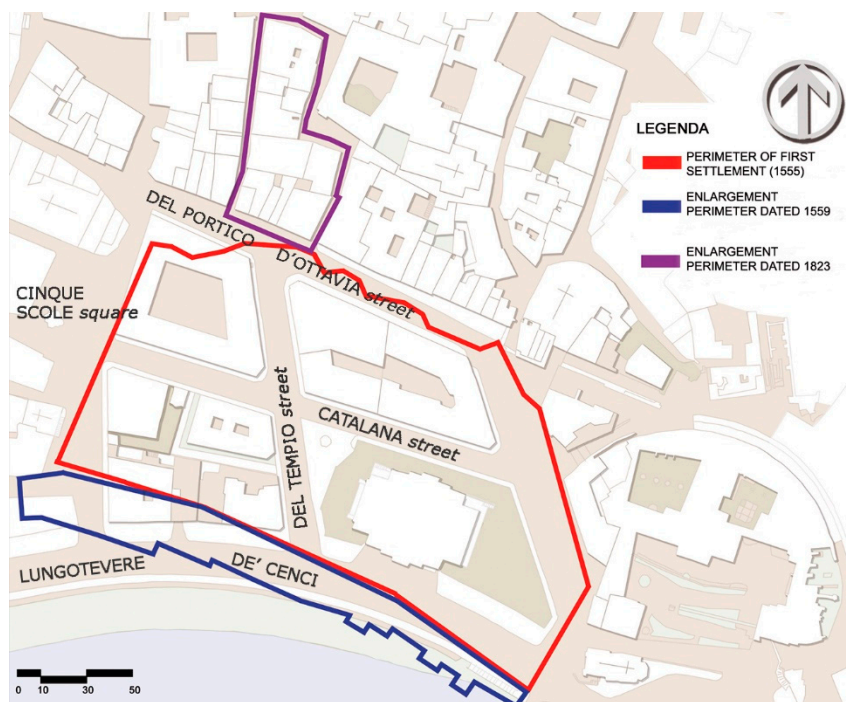 LEGENDA
PERIMETER OF FIRST
SETTLEMENT (1555)
ENLARGEMENT
PERIMETER DATED 1559
ENLARGEMENT
PERIMETER DATED 1823
DEL PORTICO D'OTTAVIA street
CINQUE
SCOLE square
DEL TEMPIO street
CATALANA street
LUNGOTEVERE DE' CENCI
0 10 30 50